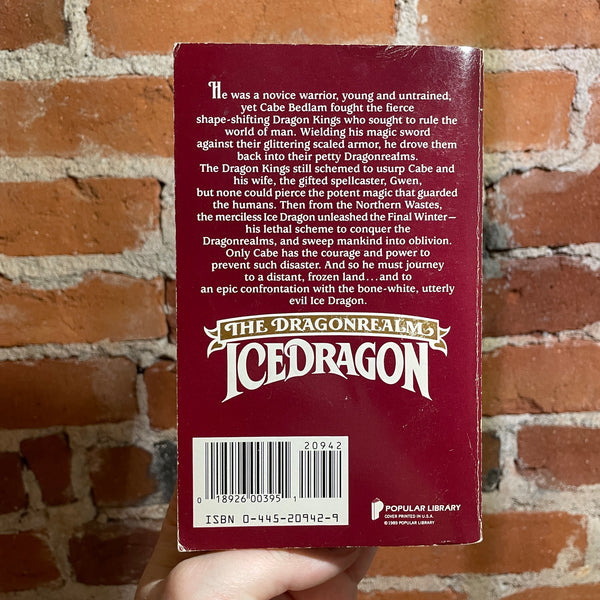 He was a novice warrior, young and untrained,
yet Cabe Bedlam fought the fierce
shape-shifting Dragon Kings who sought to rule the
world of man. Wielding his magic sword
against their glittering scaled armor, he drove them
back into their petty Dragonrealms.
The Dragon Kings still schemed to usurp Cabe and
his wife, the gifted spellcaster, Gwen,
but none could pierce the potent magic that guarded
the humans. Then from the Northern Wastes,
the merciless Ice Dragon unleashed the Final Winter—
his lethal scheme to conquer the
Dragonrealms, and sweep mankind into oblivion.
Only Cabe has the courage and power to
prevent such disaster. And so he must journey
to a distant, frozen land...and to
an epic confrontation with the bone-white, utterly
evil Ice Dragon.
THE DRAGONREALM
ICEDRAGON
20942
0 18926 00395 1
ISBN 0-445-20942-9
POPULAR LIBRARY
COVER PRINTED IN U.S.A.
©1989 POPULAR LIBRARY